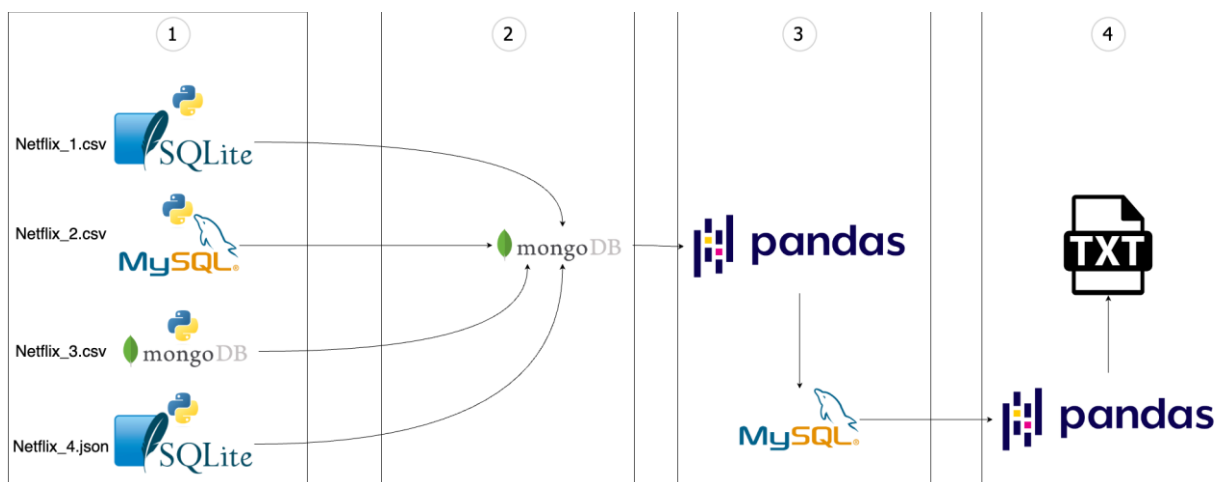 1
2
3
4
Netflix_1.csv
SQLite
Netflix_2.csv
MySQL®
mongoDB
pandas
TXT
Netflix_3.csv
mongoDB
Netflix_4.json
SQLite
MySQL®
pandas